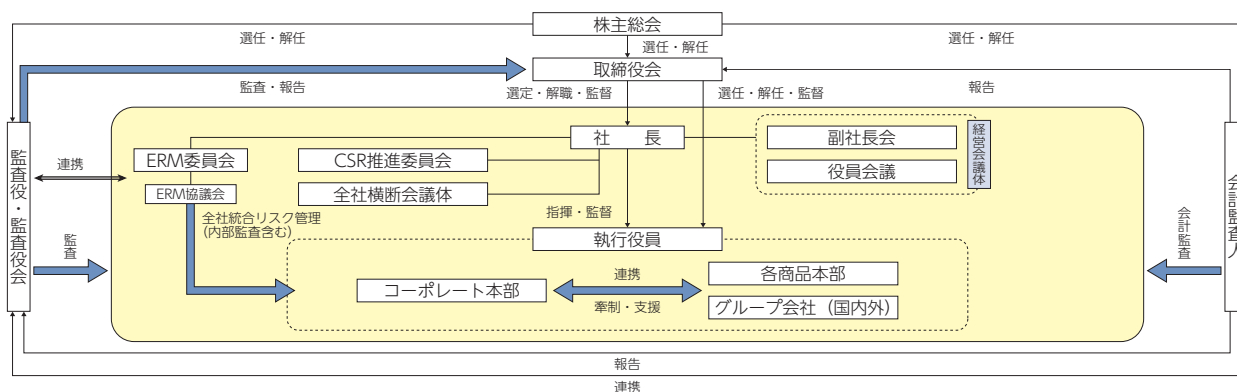 株主総会
選任・解任
選任・解任
選任・解任
取締役会
監査・報告
選定・解職・監督
選任・解任・監督
報告
社　長
副社長会
役員会議
経営会議体
監査役・監査役会
連携
ERM委員会
ERM協議会
CSR推進委員会
全社横断会議体
全社統合リスク管理
(内部監査含む)
指揮・監督
執行役員
監査
会計監査
会計監査人
コーポレート本部
連携
牽制・支援
各商品本部
グループ会社（国内外）
報告
連携